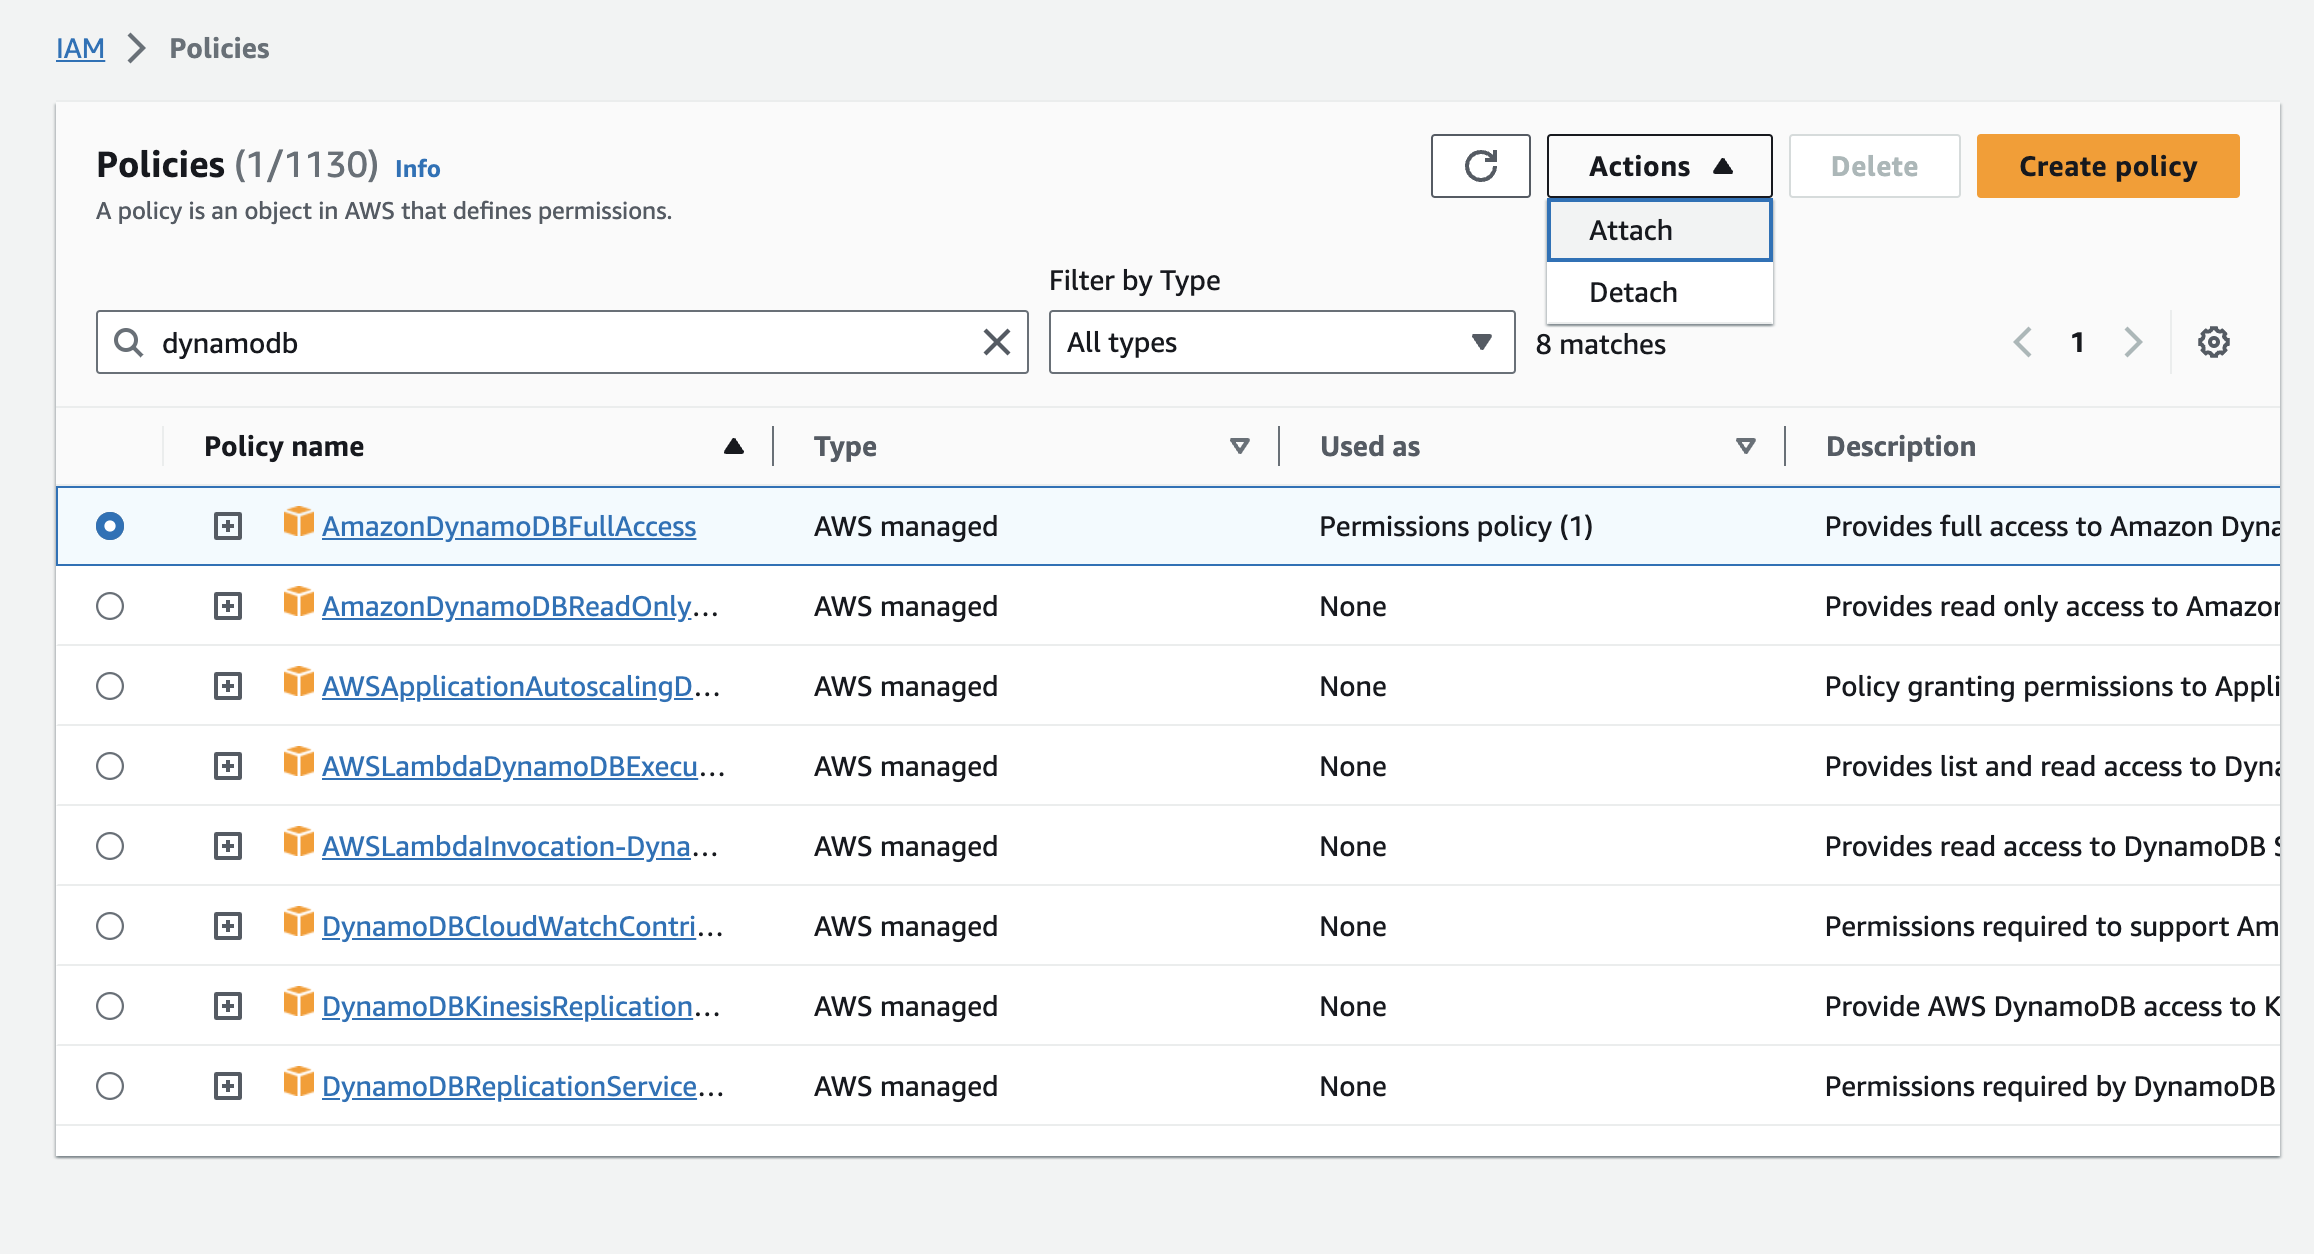 IAM > Policies
Policies (1/1130) Info
A policy is an object in AWS that defines permissions.
Actions
Delete
Create policy
Attach
Detach
Filter by Type
dynamodb
All types
8 matches
1
Policy name Type Used as Description
AmazonDynamoDBFullAccess AWS managed Permissions policy (1) Provides full access to Amazon Dyna
AmazonDynamoDBReadOnly... AWS managed None Provides read only access to Amazon
AWSApplicationAutoscalingD... AWS managed None Policy granting permissions to Appli
AWSLambdaDynamoDBExecu... AWS managed None Provides list and read access to Dyna
AWSLambdaInvocation-Dyna... AWS managed None Provides read access to DynamoDB S
DynamoDBCloudWatchContri... AWS managed None Permissions required to support Am
DynamoDBKinesisReplication... AWS managed None Provide AWS DynamoDB access to K
DynamoDBReplicationService... AWS managed None Permissions required by DynamoDB